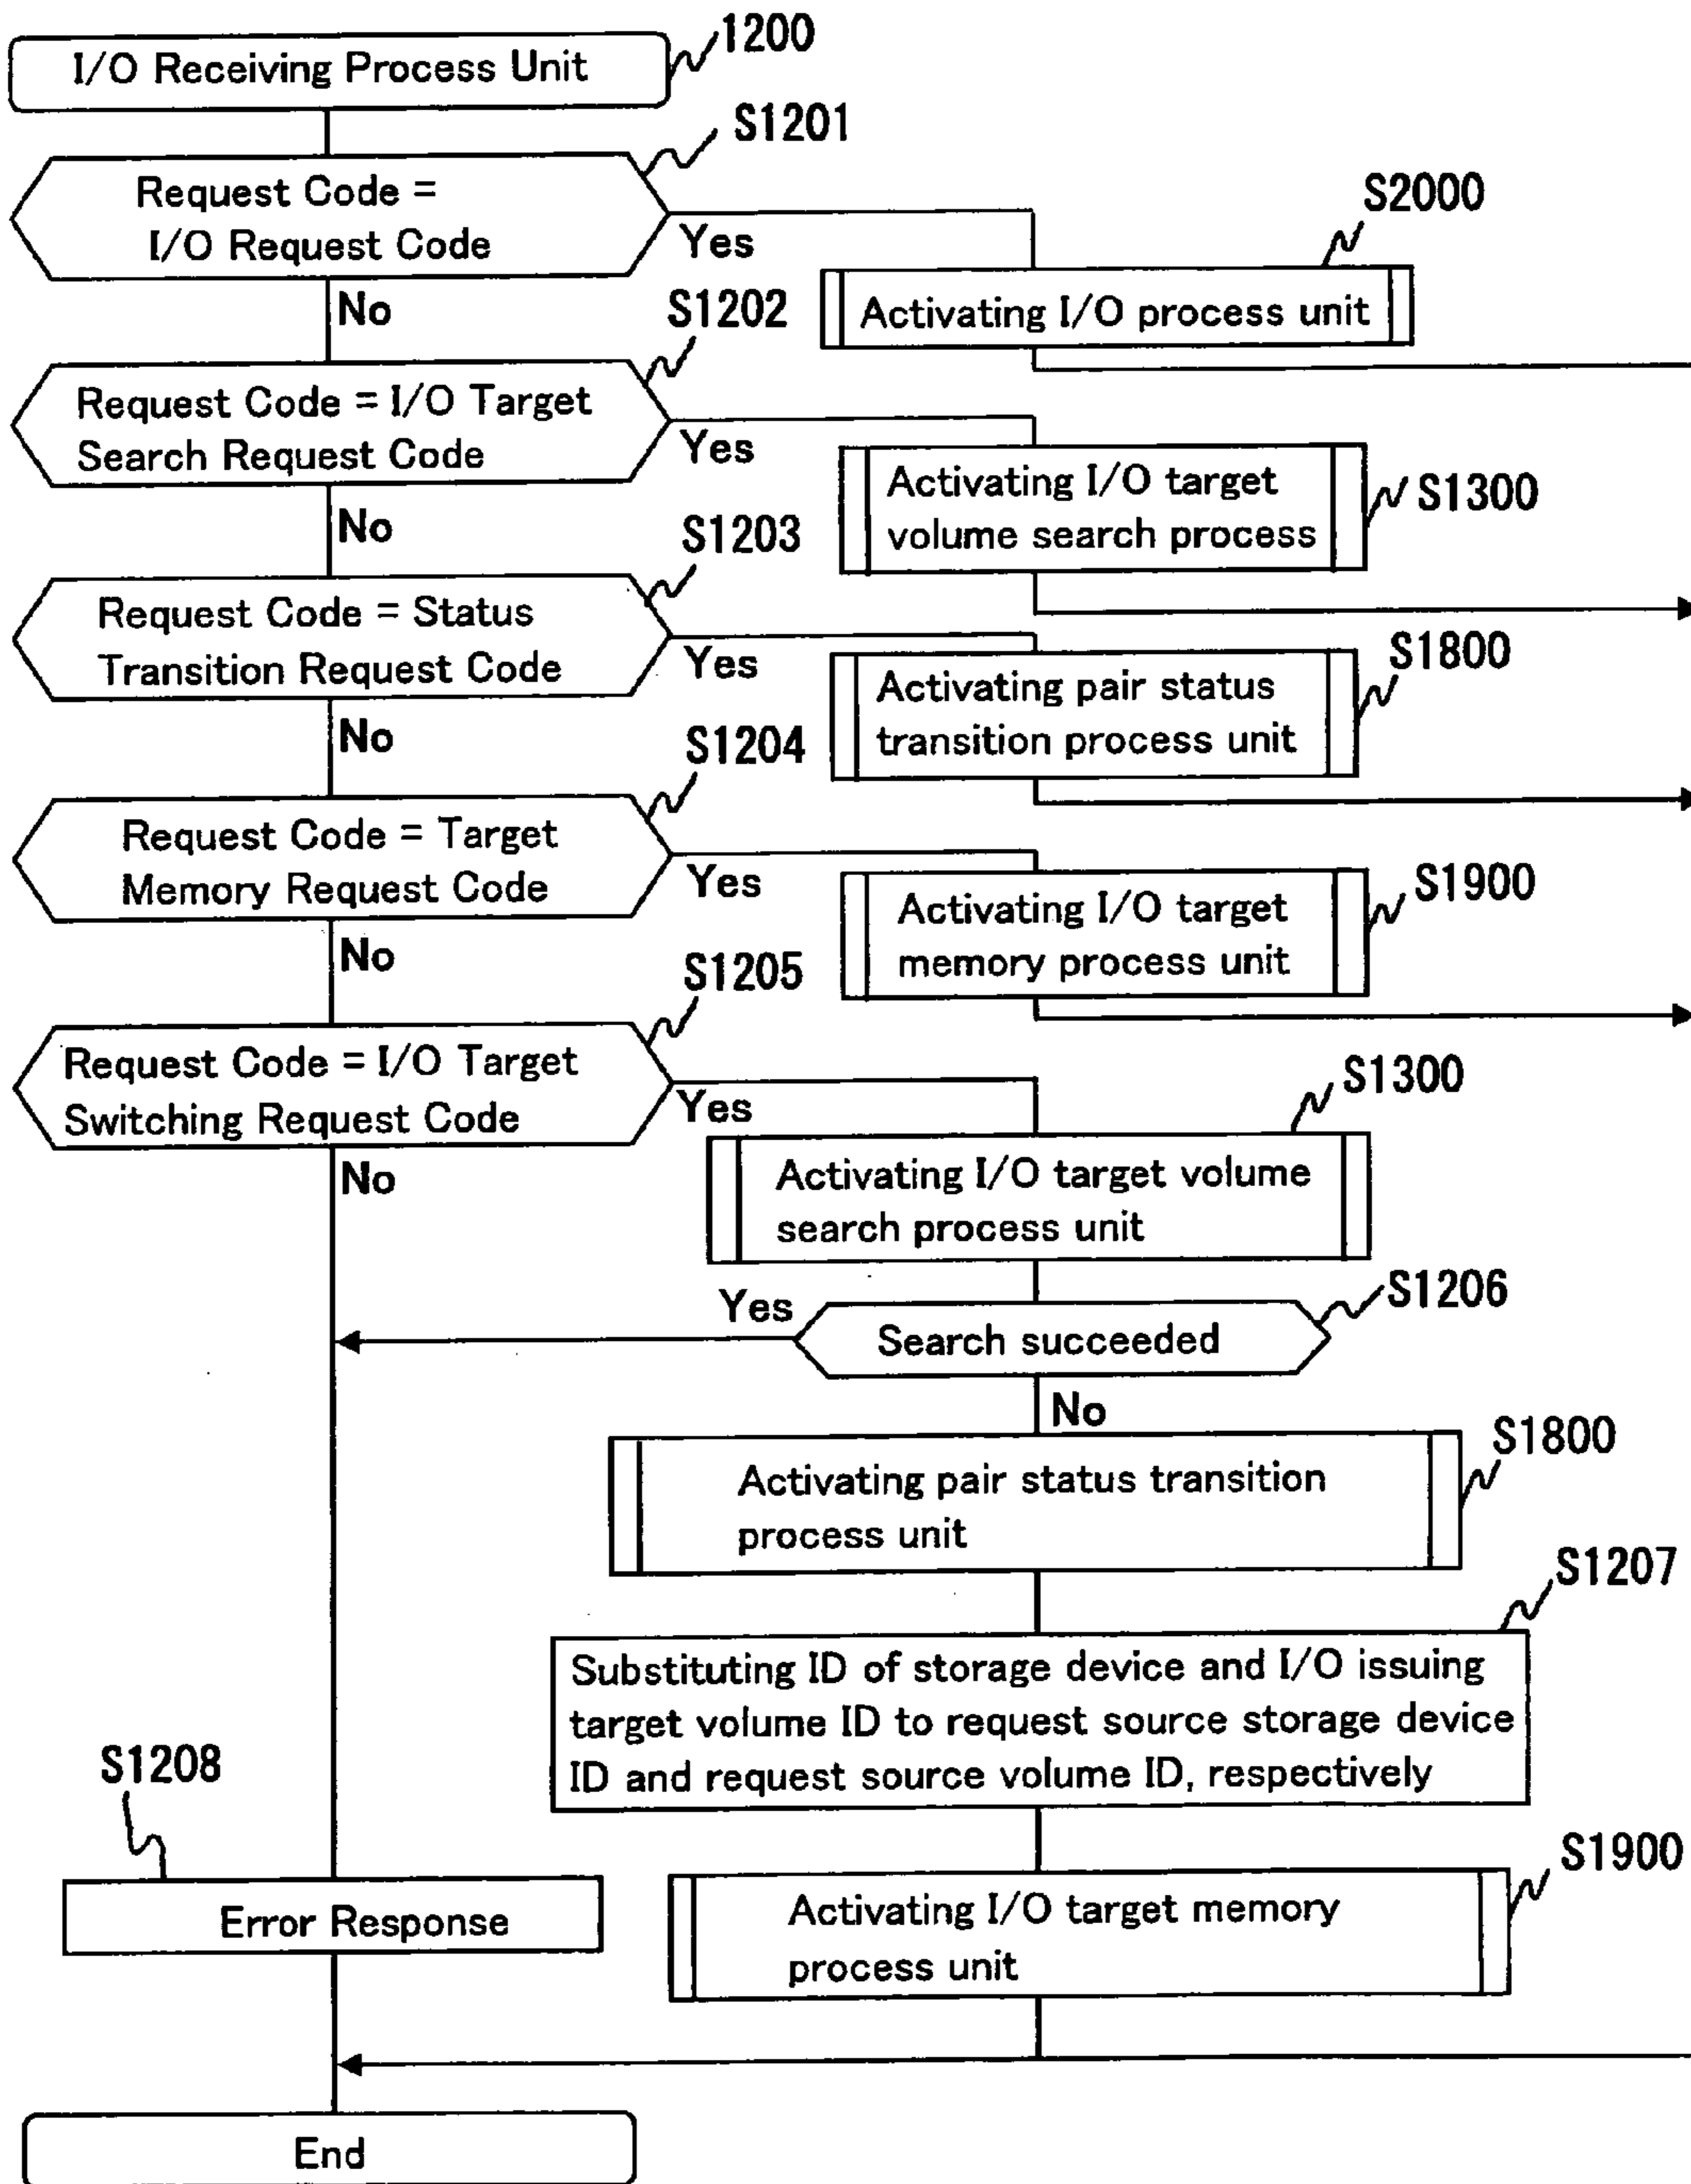 1200
I/O Receiving Process Unit
S1201
Request Code =
I/O Request Code
Yes
No
S2000
Activating I/O process unit
S1202
Request Code = I/O Target
Search Request Code
Yes
No
Activating I/O target
volume search process
S1300
S1203
Request Code = Status
Transition Request Code
Yes
No
Activating pair status
transition process unit
S1800
S1204
Request Code = Target
Memory Request Code
Yes
No
Activating I/O target
memory process unit
S1900
S1205
Request Code = I/O Target
Switching Request Code
Yes
No
S1300
Activating I/O target volume
search process unit
S1206
Yes
Search succeeded
No
S1800
Activating pair status transition
process unit
S1207
Substituting ID of storage device and I/O issuing
target volume ID to request source storage device
ID and request source volume ID, respectively
S1208
Error Response
S1900
Activating I/O target memory
process unit
End